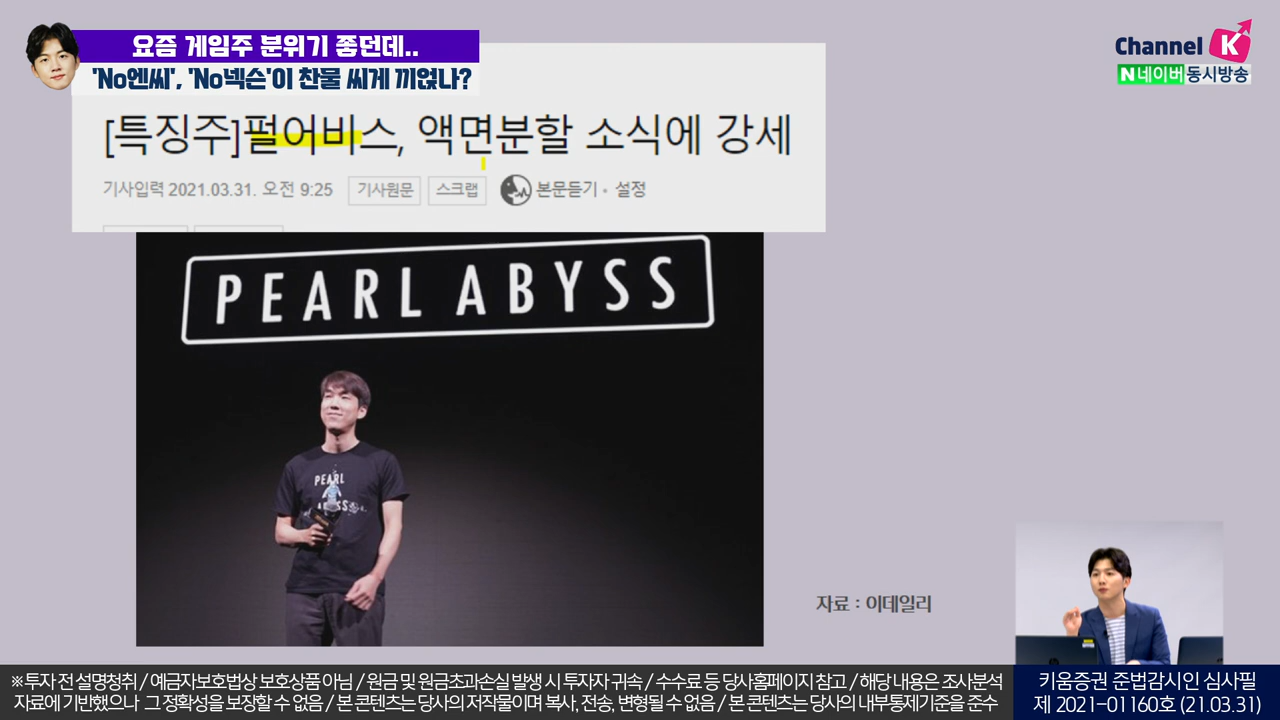 요즘 게임주 분위기 좋던데..
'No엔씨', 'No넥슨'이 찬물 씨게 끼얹나?
Channel K
N 네이버 동시방송
[특징주]펄어비스, 액면분할 소식에 강세
기사입력 2021.03.31. 오전 9:25 기사원문 스크랩 본문듣기 · 설정
PEARL ABYSS
PEARL
ABYSS
자료 : 이데일리
※투자 전 설명청취 / 예금자보호법상 보호상품 아님 / 원금 및 원금초과손실 발생 시 투자자 귀속 / 수수료 등 당사홈페이지 참고 / 해당 내용은 조사분석
자료에 기반했으나 그 정확성을 보장할 수 없음 / 본 콘텐츠는 당사의 저작물이며 복사, 전송, 변형될 수 없음 / 본 콘텐츠는 당사의 내부통제기준을 준수
키움증권 준법감시인 심사필
제 2021-01160호 (21.03.31)